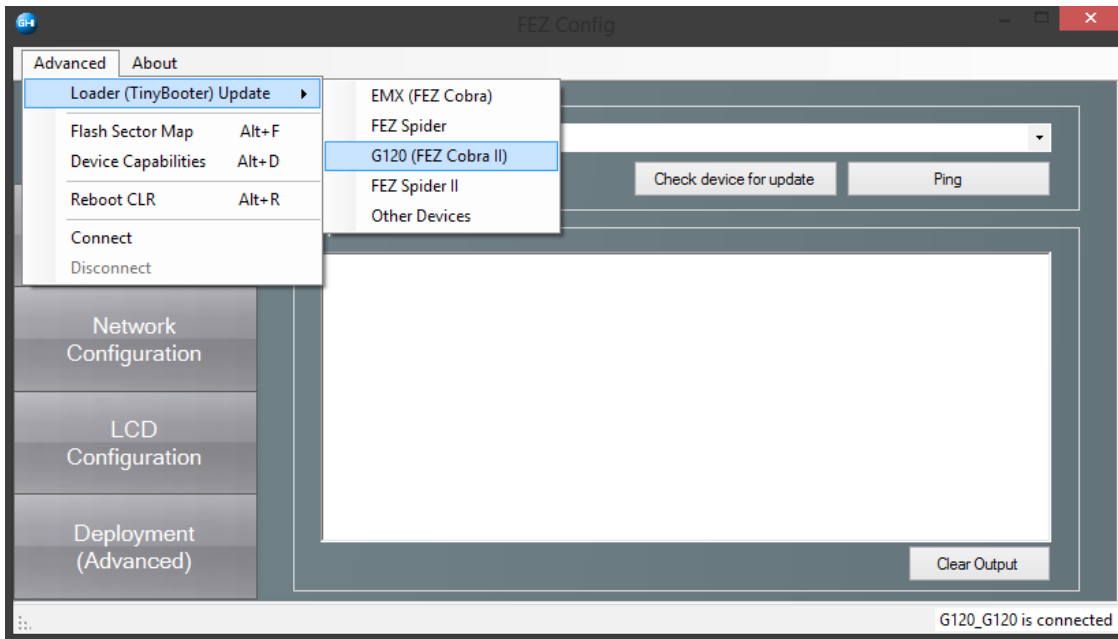 GHI
FEZ Config
Advanced About
Loader (TinyBooter) Update
Flash Sector Map Alt+F
Device Capabilities Alt+D
Reboot CLR Alt+R
Connect
Disconnect
EMX (FEZ Cobra)
FEZ Spider
G120 (FEZ Cobra II)
FEZ Spider II
Other Devices
Check device for update
Ping
Network
Configuration
LCD
Configuration
Deployment
(Advanced)
Clear Output
G120_G120 is connected